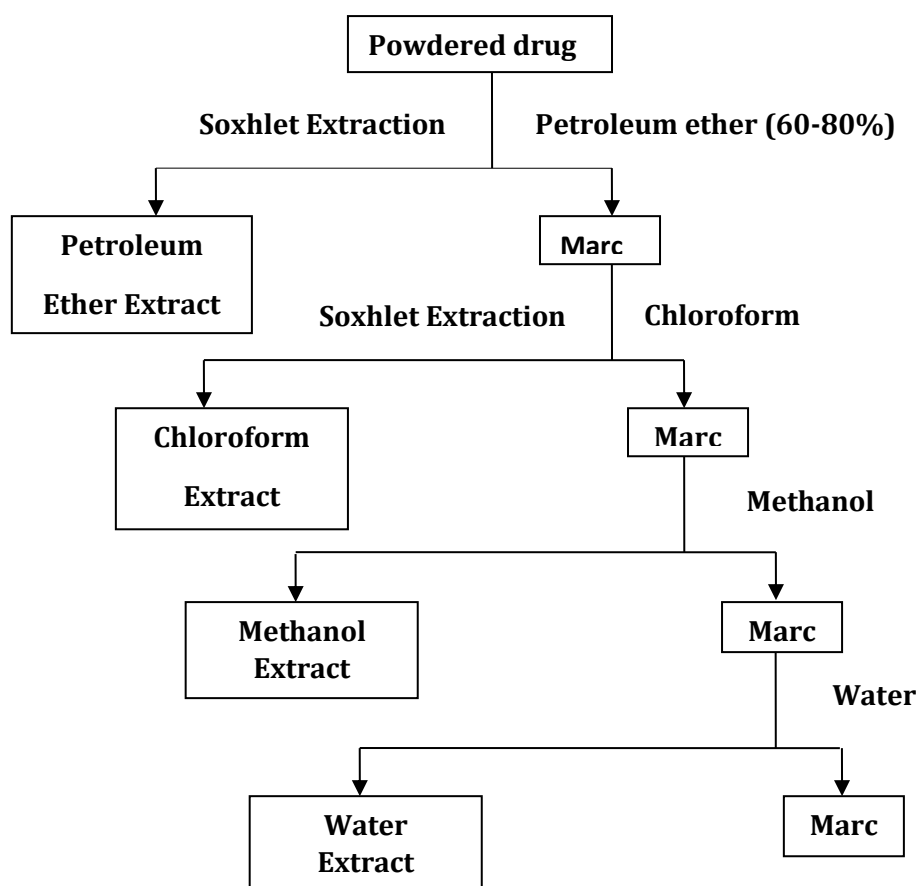 Powdered drug
Soxhlet Extraction
Petroleum ether (60-80%)
Petroleum
Ether Extract
Marc
Soxhlet Extraction
Chloroform
Chloroform
Extract
Marc
Methanol
Methanol
Extract
Marc
Water
Water
Extract
Marc